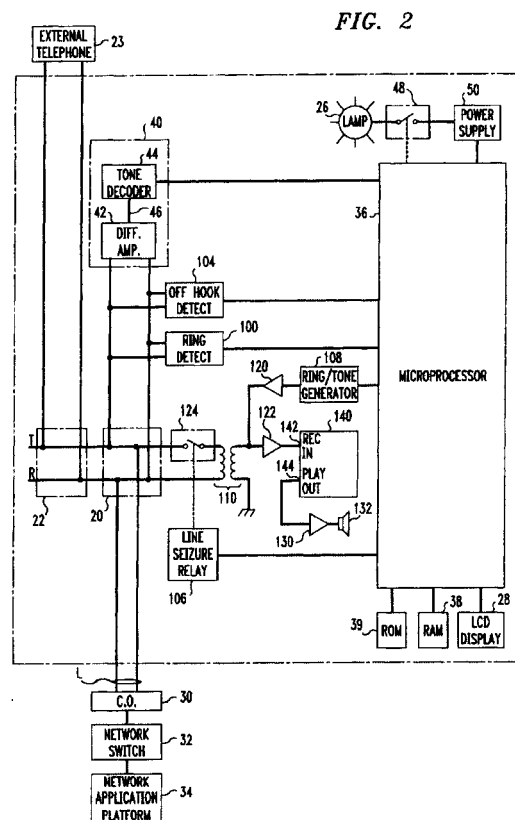 FIG. 2
EXTERNAL
TELEPHONE
23
48
50
26
LAMP
POWER
SUPPLY
40
44
TONE
DECODER
36
42
46
DIFF.
AMP.
104
OFF HOOK
DETECT
100
RING
DETECT
108
120
RING/TONE
GENERATOR
MICROPROCESSOR
124
122
142
140
T
REC
IN
144
PLAY
OUT
R
110
132
22
20
130
LINE
SEIZURE
RELAY
106
39
ROM
38
RAM
28
LCD
DISPLAY
L
C.O.
30
NETWORK
SWITCH
32
NETWORK
APPLICATION
PLATFORM
34